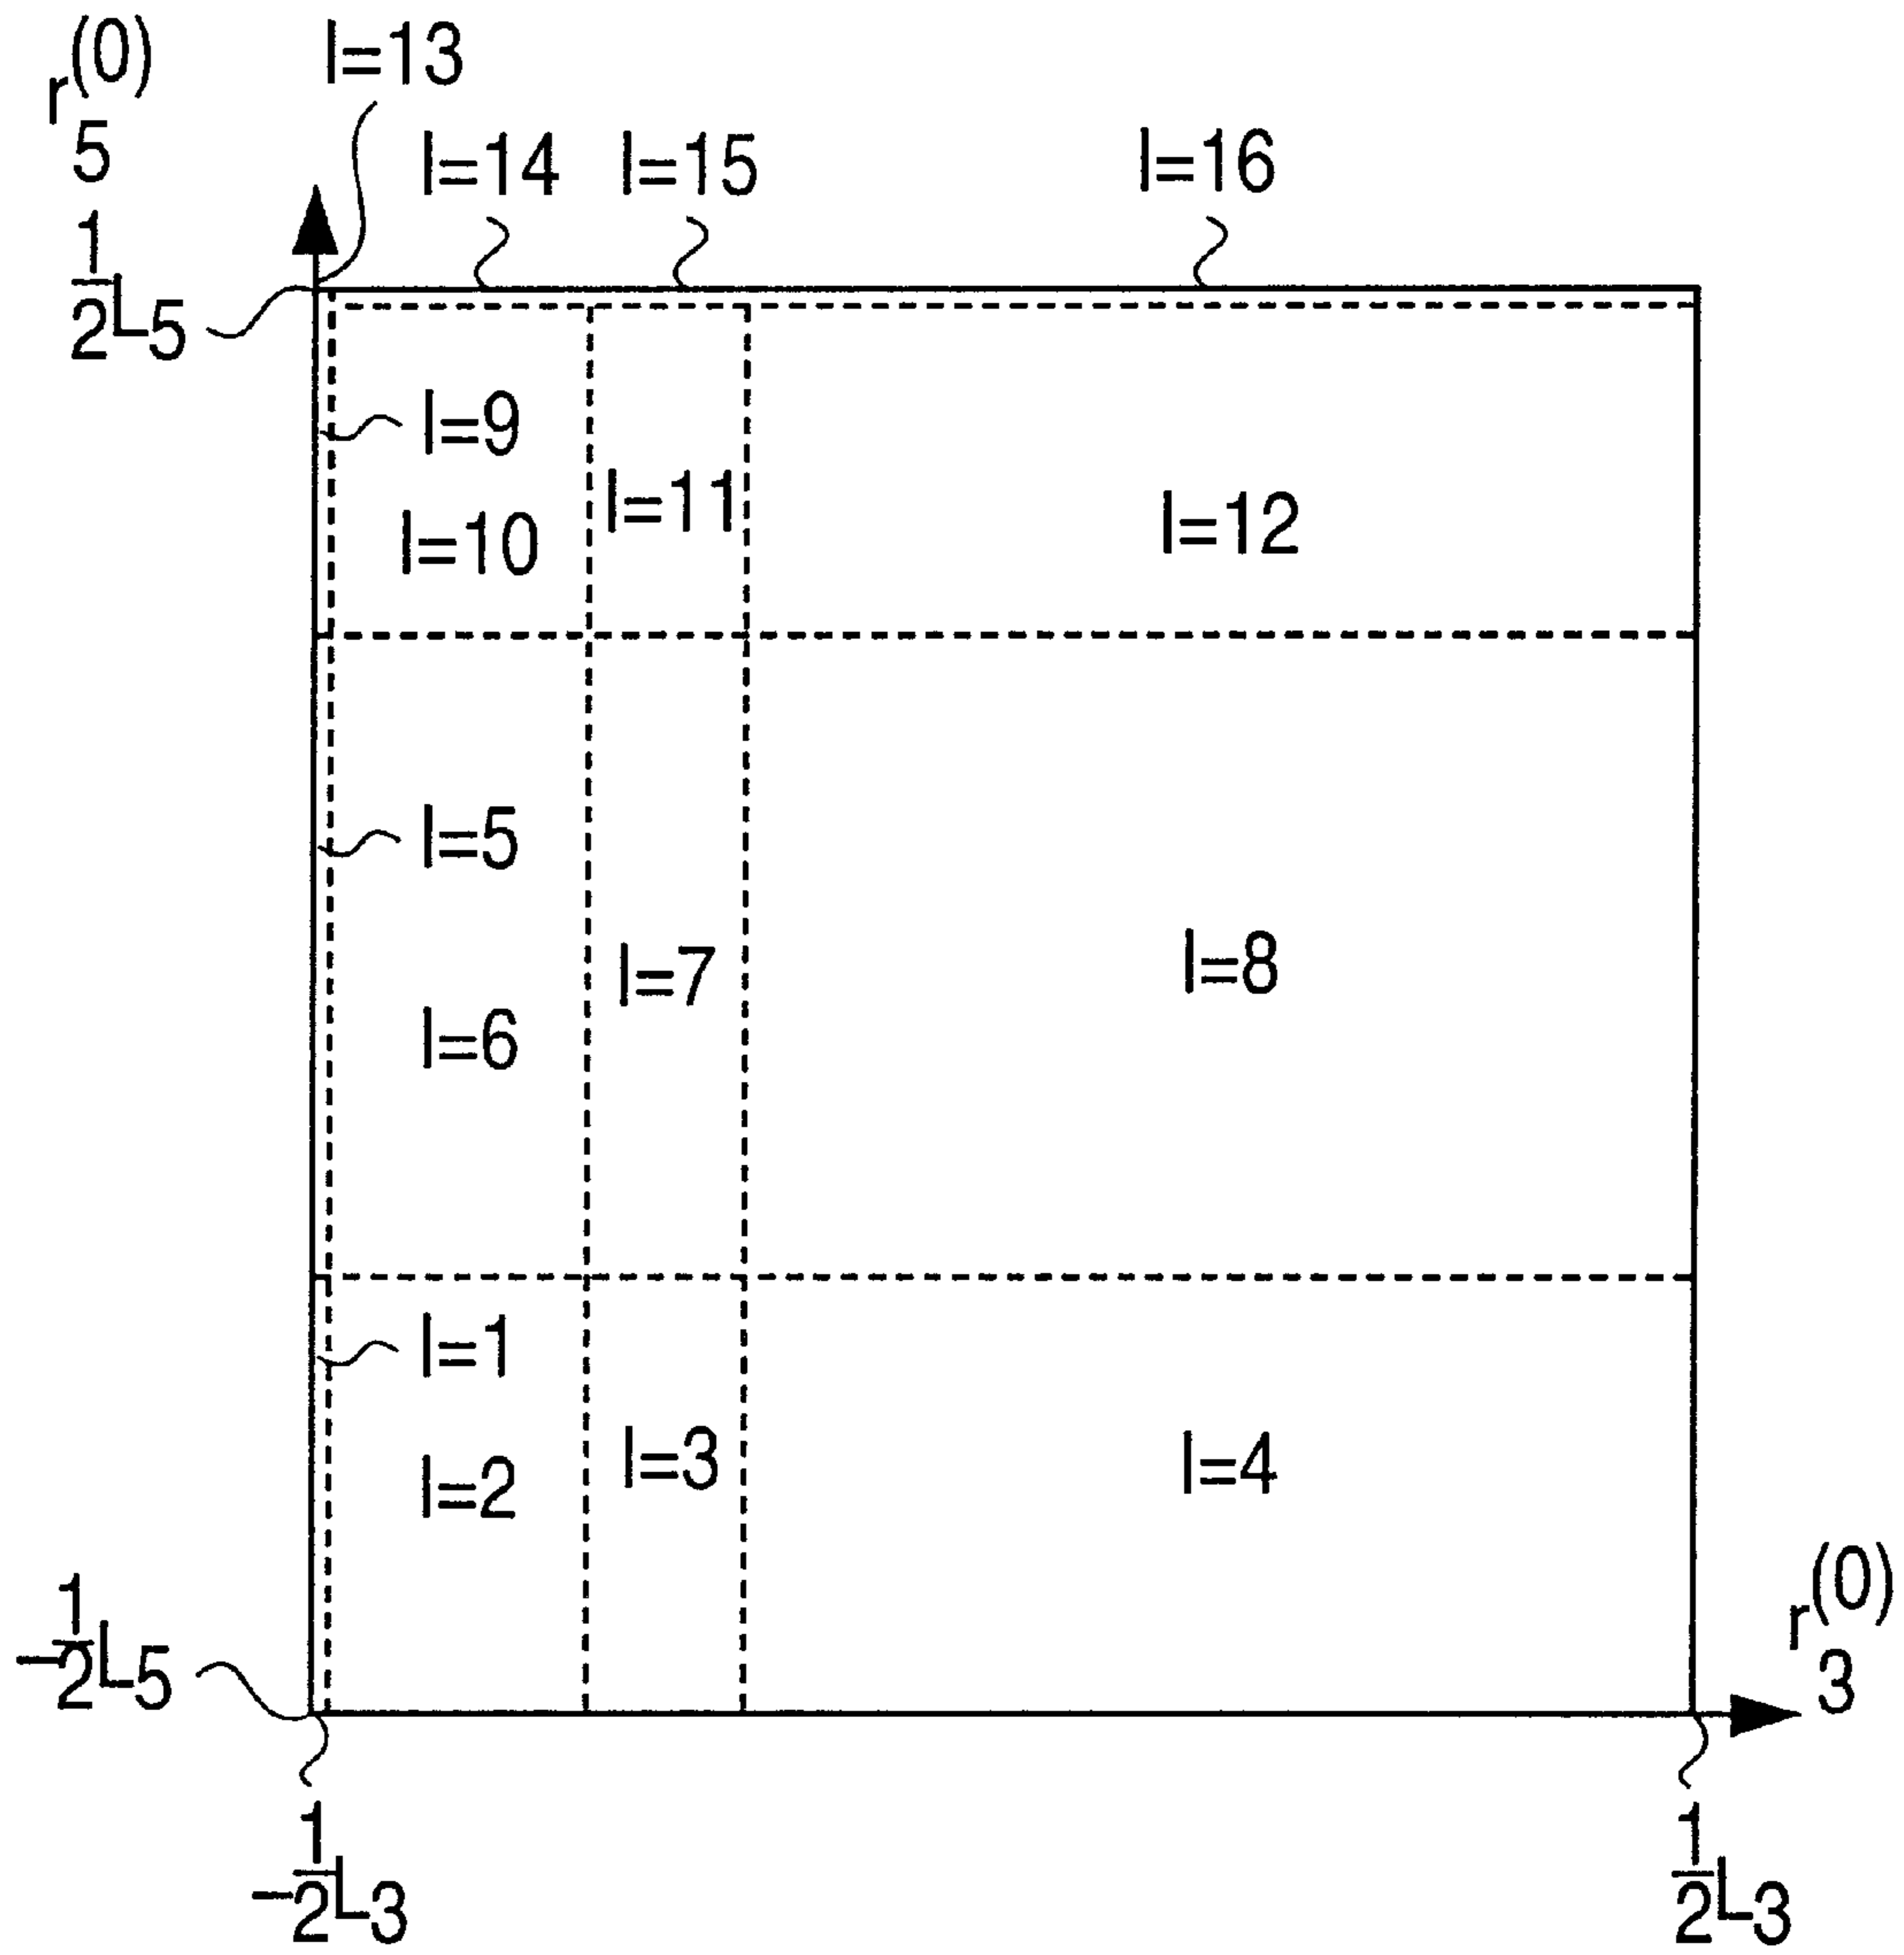 r(0)5
l=13
l=14 l=15 l=16
1/2 L5
l=9
l=11
l=12
l=10
l=5
l=7
l=8
l=6
l=1
l=3
l=4
l=2
r(0)3
-1/2 L5
-1/2 L3
1/2 L3